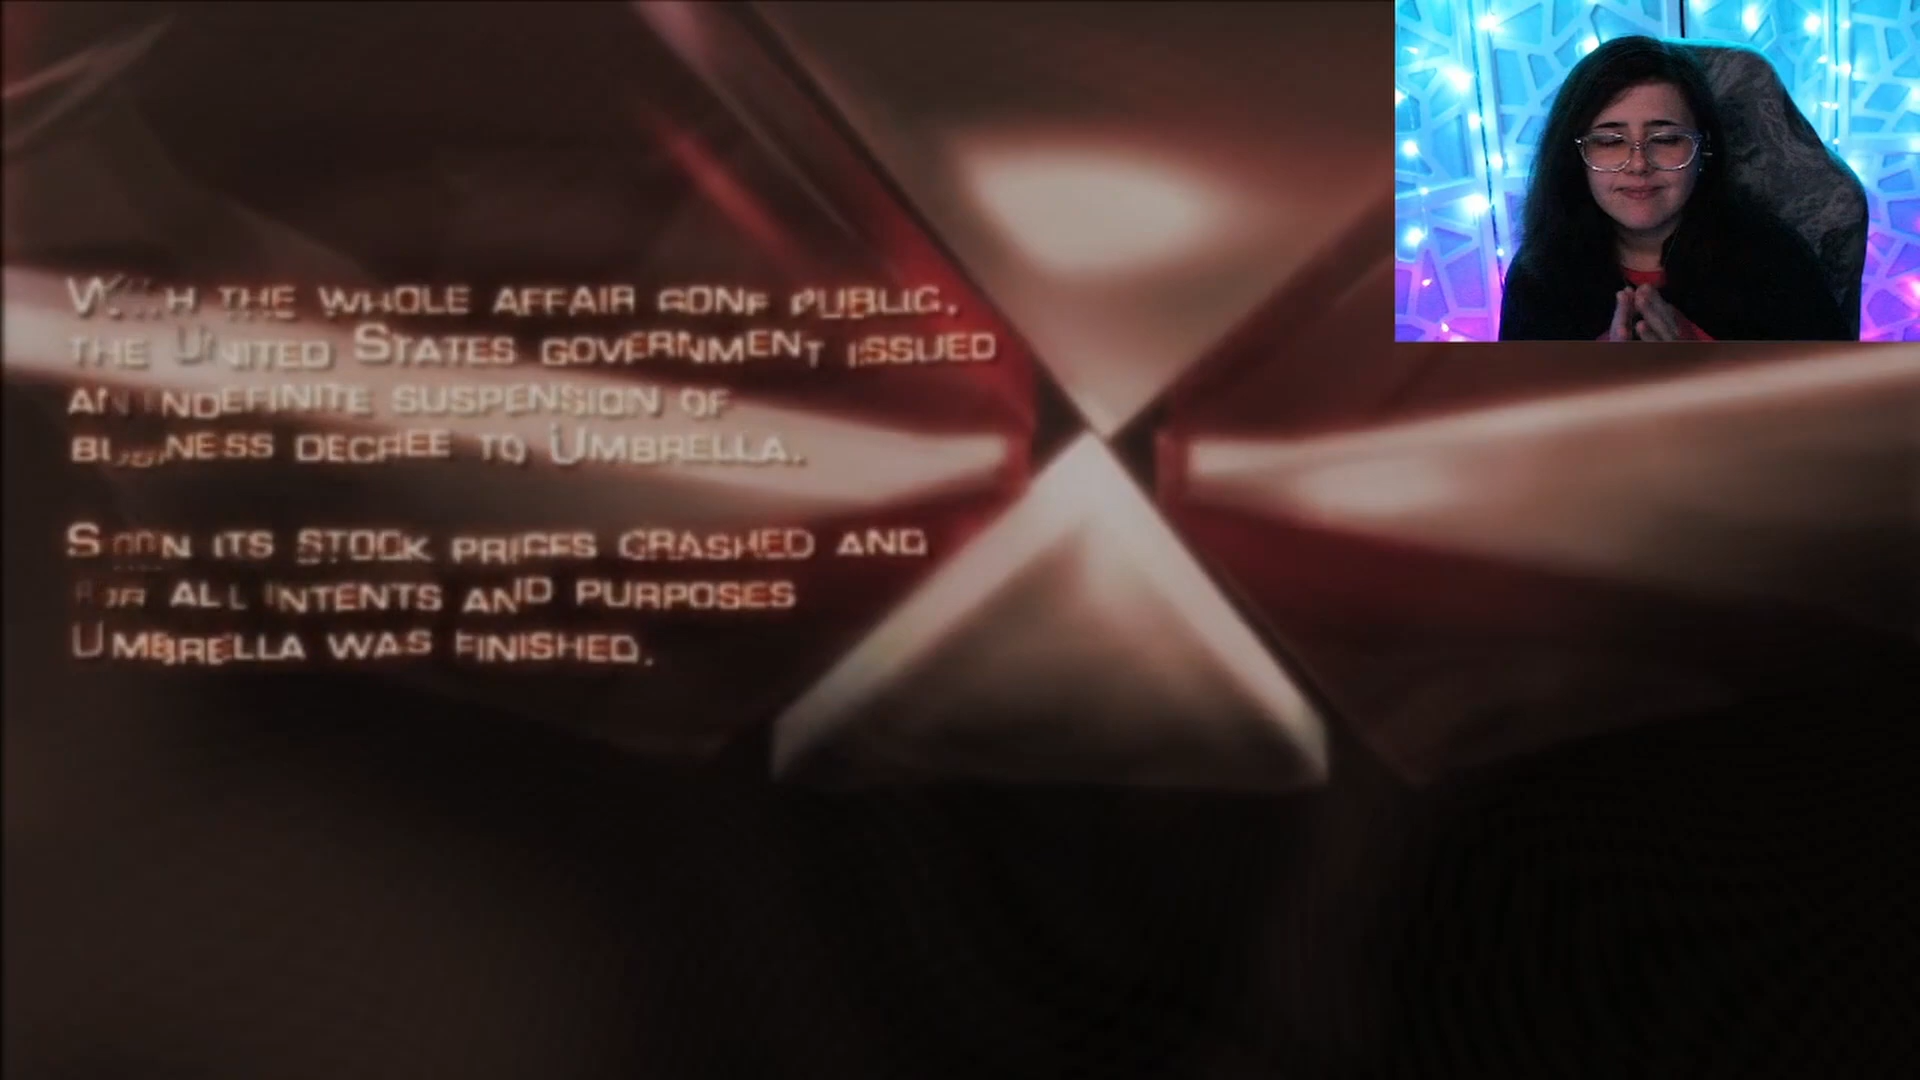 With the whole affair gone public,
the United States government issued
an indefinite suspension of
business decree to Umbrella.
Soon its stock prices crashed and
for all intents and purposes
Umbrella was finished.